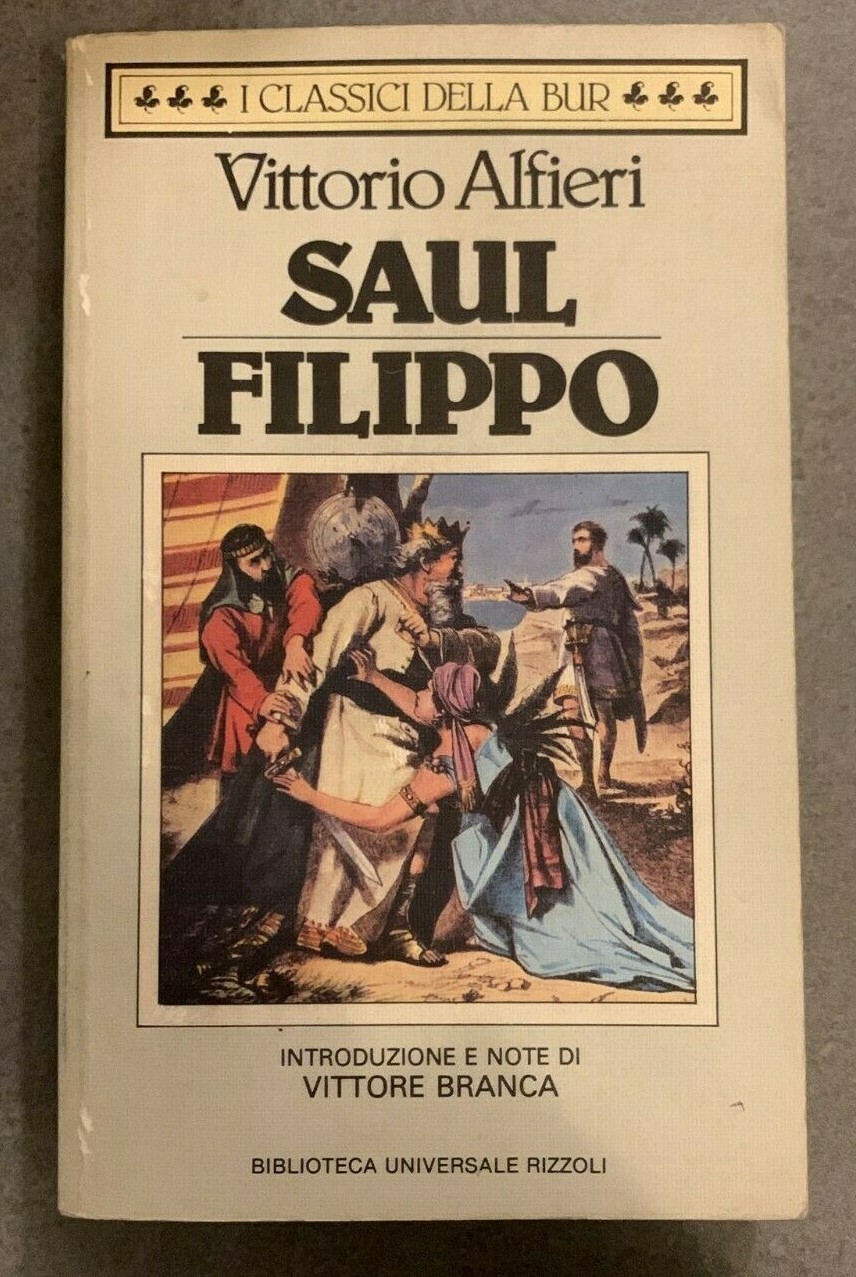 I CLASSICI DELLA BUR
Vittorio Alfieri
SAUL
FILIPPO
INTRODUZIONE E NOTE DI
VITTORE BRANCA
BIBLIOTECA UNIVERSALE RIZZOLI